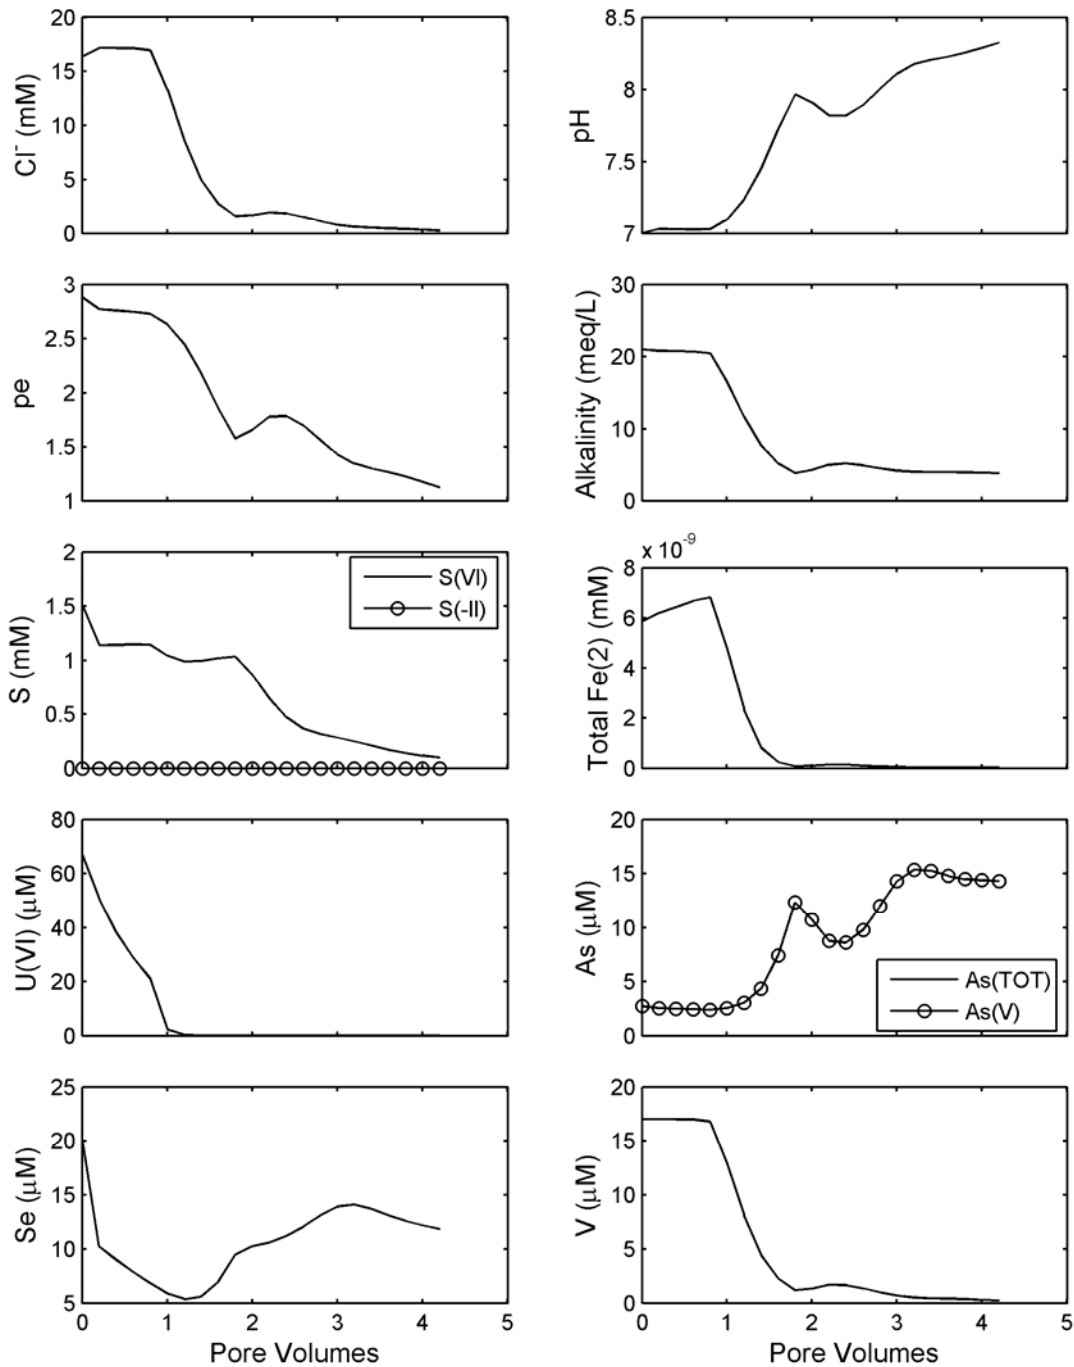 20
15
10
5
0
Cl⁻ (mM)
8.5
8
7.5
7
pH
3
2.5
2
1.5
1
pe
30
20
10
0
Alkalinity (meq/L)
2
1.5
1
0.5
0
S (mM)
S(VI)
S(-II)
x 10⁻⁹
8
6
4
2
0
Total Fe(2) (mM)
80
60
40
20
0
U(VI) (μM)
20
15
10
5
0
As (μM)
As(TOT)
As(V)
25
20
15
10
5
Se (μM)
0 1 2 3 4 5
Pore Volumes
20
15
10
5
0
V (μM)
0 1 2 3 4 5
Pore Volumes